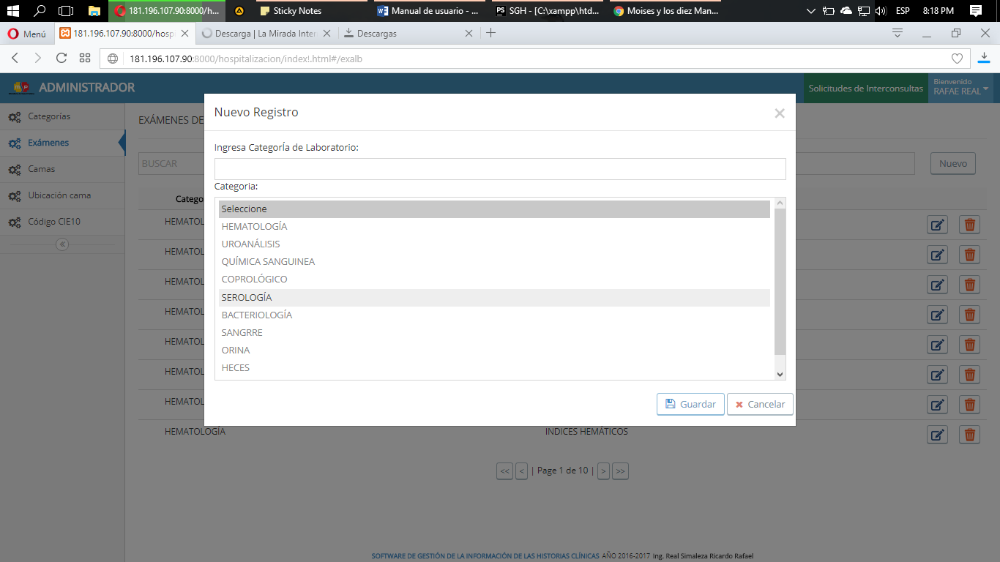 181.196.107.90:8000/h...
Sticky Notes
Manual de usuario - ...
SGH - [C:\xampp\htd...
Moises y los diez Man...
ESP
8:18 PM
Menú
181.196.107.90:8000/hosp
Descarga | La Mirada Inter
Descargas
181.196.107.90:8000/hospitalizacion/index!.html#/exalb
ADMINISTRADOR
Solicitudes de Interconsultas
Bienvenido
RAFAE REAL
Categorías
Exámenes
Camas
Ubicación cama
Código CIE10
EXÁMENES DE
BUSCAR
Nuevo
Catego
HEMATOL
HEMATOL
HEMATOL
HEMATOL
HEMATOL
HEMATOL
HEMATOL
HEMATOLOGÍA INDICES HEMÁTICOS
Nuevo Registro
Ingresa Categoría de Laboratorio:
Categoria:
Seleccione
HEMATOLOGÍA
UROANÁLISIS
QUÍMICA SANGUINEA
COPROLÓGICO
SEROLOGÍA
BACTERIOLOGÍA
SANGRRE
ORINA
HECES
Guardar
Cancelar
<< < | Page 1 de 10 | > >>
SOFTWARE DE GESTIÓN DE LA INFORMACIÓN DE LAS HISTORIAS CLÍNICAS AÑO 2016-2017 ing. Real Simaleza Ricardo Rafael